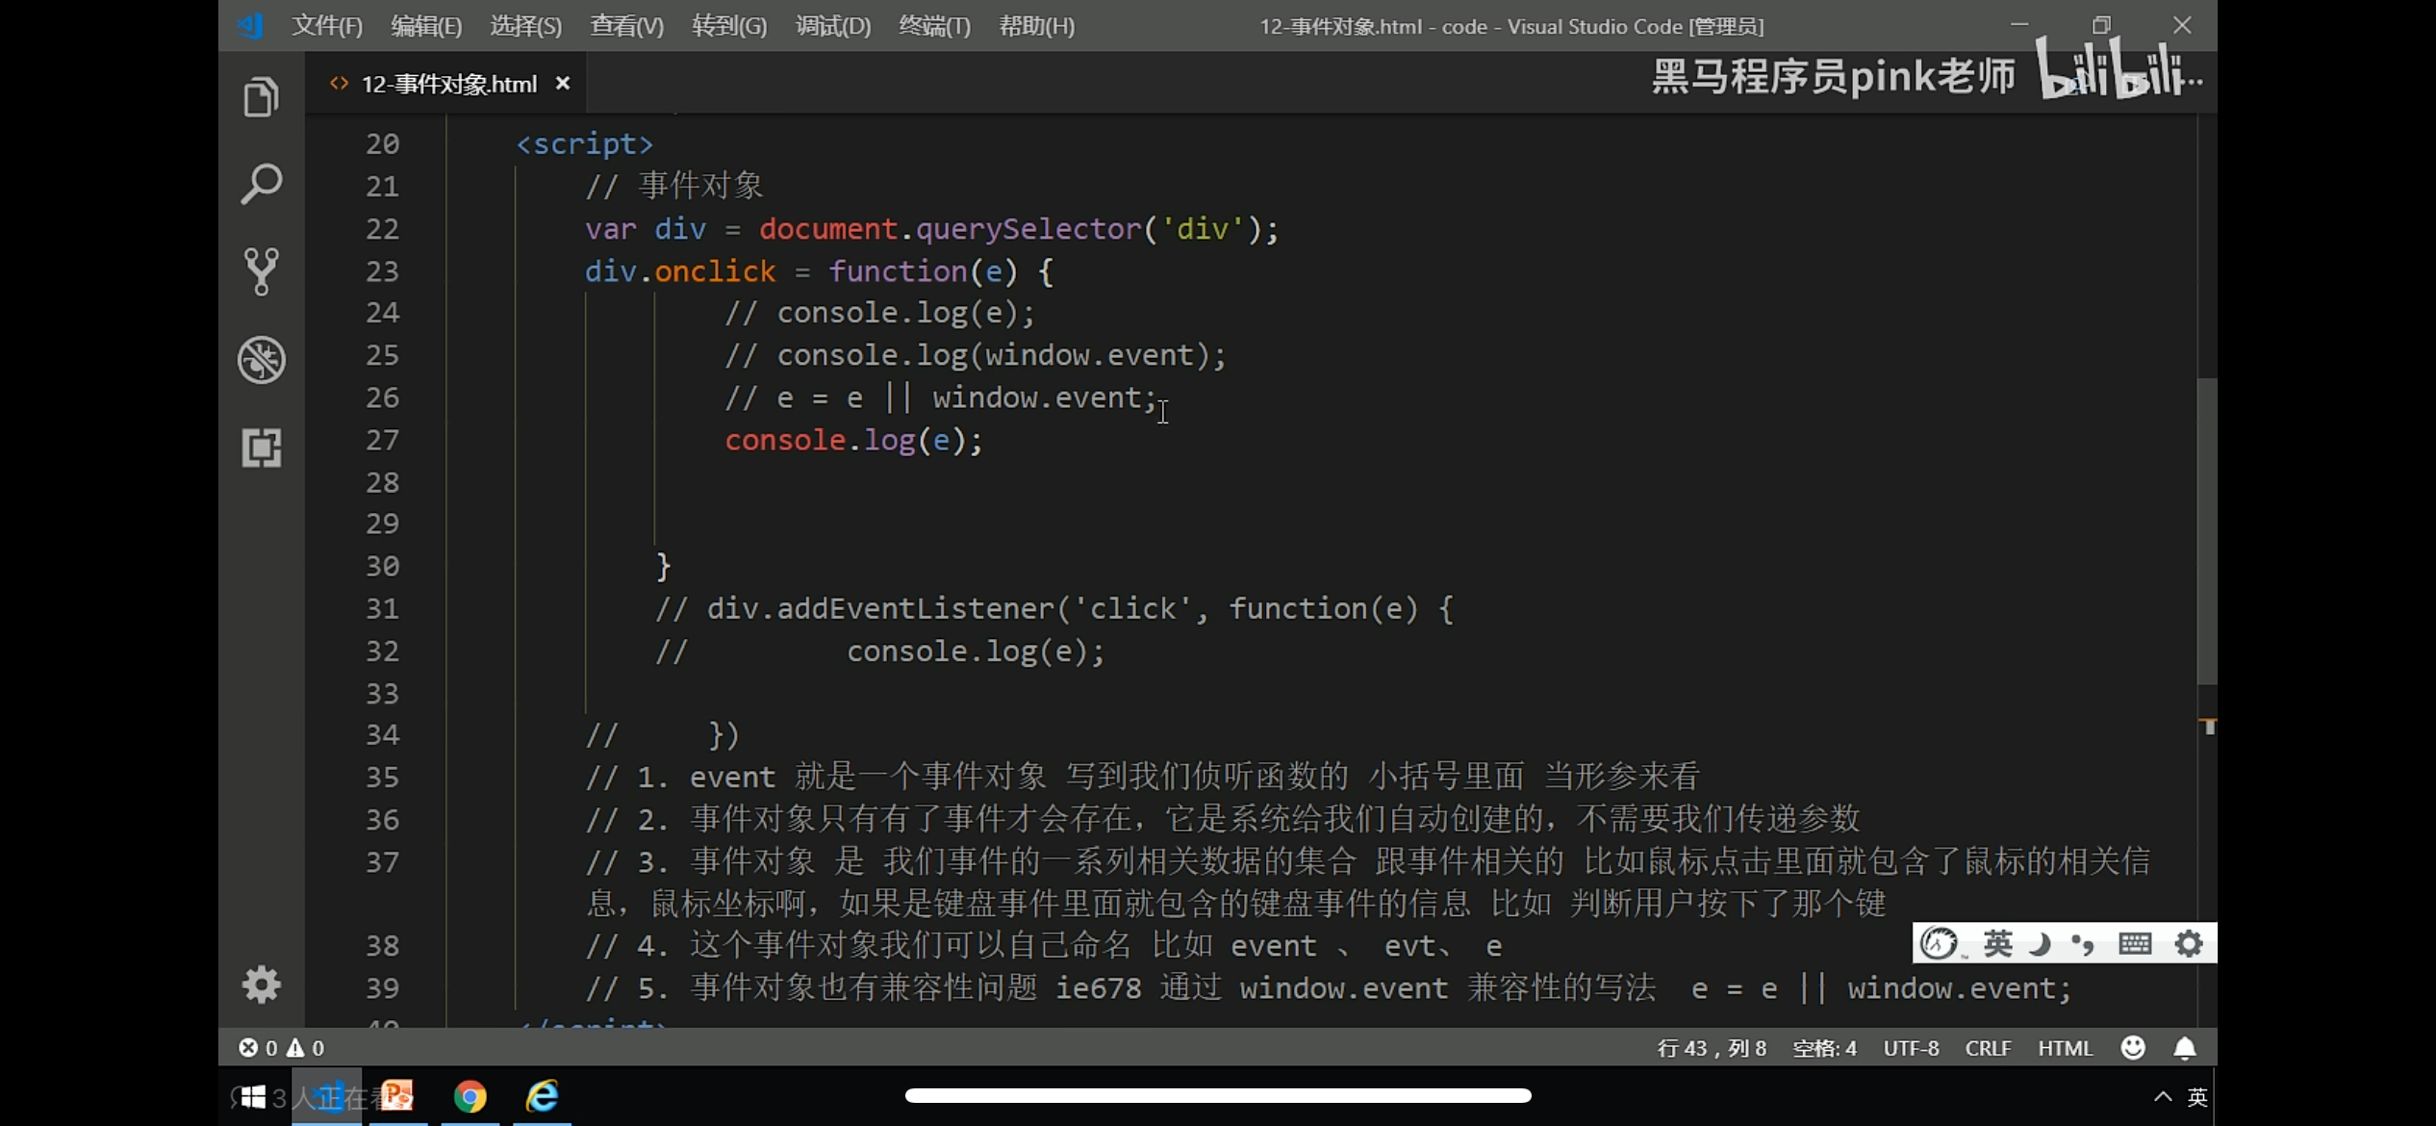 文件(F) 编辑(E) 选择(S) 查看(V) 转到(G) 调试(D) 终端(T) 帮助(H) 12-事件对象.html - code - Visual Studio Code [管理员]
12-事件对象.html
黑马程序员pink老师 bilibili
20 <script>
21 // 事件对象
22 var div = document.querySelector('div');
23 div.onclick = function(e) {
24 // console.log(e);
25 // console.log(window.event);
26 // e = e || window.event;
27 console.log(e);
28
29
30 }
31 // div.addEventListener('click', function(e) {
32 // console.log(e);
33
34 // })
35 // 1. event 就是一个事件对象 写到我们侦听函数的 小括号里面 当形参来看
36 // 2. 事件对象只有有了事件才会存在，它是系统给我们自动创建的，不需要我们传递参数
37 // 3. 事件对象 是 我们事件的一系列相关数据的集合 跟事件相关的 比如鼠标点击里面就包含了鼠标的相关信
息，鼠标坐标啊，如果是键盘事件里面就包含的键盘事件的信息 比如 判断用户按下了那个键
38 // 4. 这个事件对象我们可以自己命名 比如 event 、 evt、 e
39 // 5. 事件对象也有兼容性问题 ie678 通过 window.event 兼容性的写法 e = e || window.event;
40 </script>
英
0 0 行 43，列 8 空格: 4 UTF-8 CRLF HTML
3人正在看
英